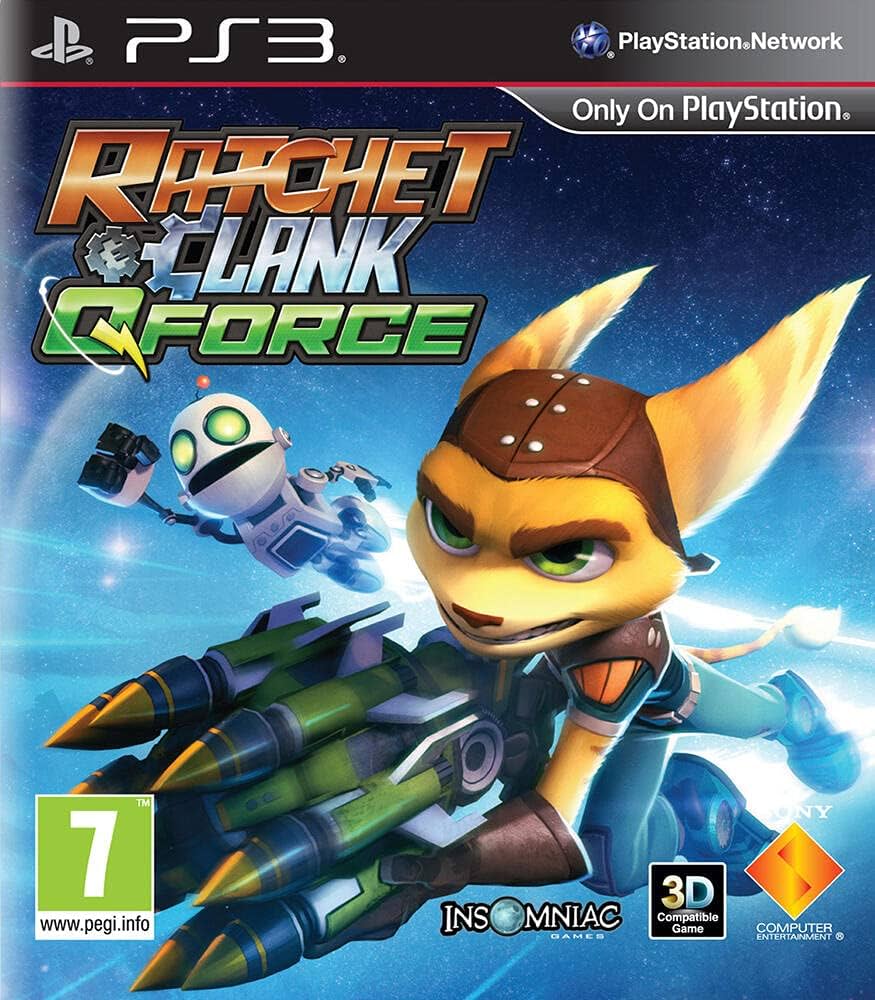 PS3
PlayStation®Network
Only On PlayStation®
RATCHET
& CLANK
QFORCE
7™
www.pegi.info
INSOMNIAC
GAMES
3D
Compatible
Game
SONY
COMPUTER
ENTERTAINMENT®